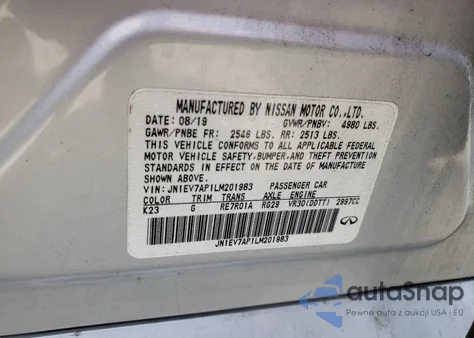 MANUFACTURED BY NISSAN MOTOR CO.,LTD.
DATE: 08/19 GVWR/PNBV: 4980 LBS.
GAWR/PNBE FR: 2546 LBS. RR: 2513 LBS.
THIS VEHICLE CONFORMS TO ALL APPLICABLE FEDERAL
MOTOR VEHICLE SAFETY, BUMPER, AND THEFT PREVENTION
STANDARDS IN EFFECT ON THE DATE OF MANUFACTURE
SHOWN ABOVE.
VIN: JN1EV7AP1LM201983 PASSENGER CAR
COLOR TRIM TRANS AXLE ENGINE
K23 G RE7R01A RG29 VR30(DDTT) 2997CC
JN1EV7AP1LM201983
autoSnap
Pewne auta z aukcji USA - EU